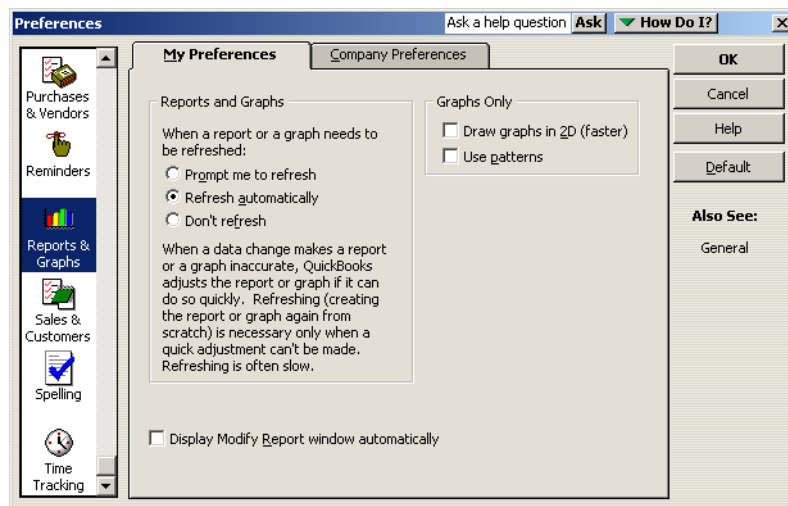 Preferences
Ask a help question Ask How Do I?
Purchases
& Vendors
Reminders
Reports &
Graphs
Sales &
Customers
Spelling
Time
Tracking
My Preferences
Company Preferences
Reports and Graphs
When a report or a graph needs to
be refreshed:
Prompt me to refresh
Refresh automatically
Don't refresh
When a data change makes a report
or a graph inaccurate, QuickBooks
adjusts the report or graph if it can
do so quickly. Refreshing (creating
the report or graph again from
scratch) is necessary only when a
quick adjustment can't be made.
Refreshing is often slow.
Graphs Only
Draw graphs in 2D (faster)
Use patterns
Display Modify Report window automatically
OK
Cancel
Help
Default
Also See:
General